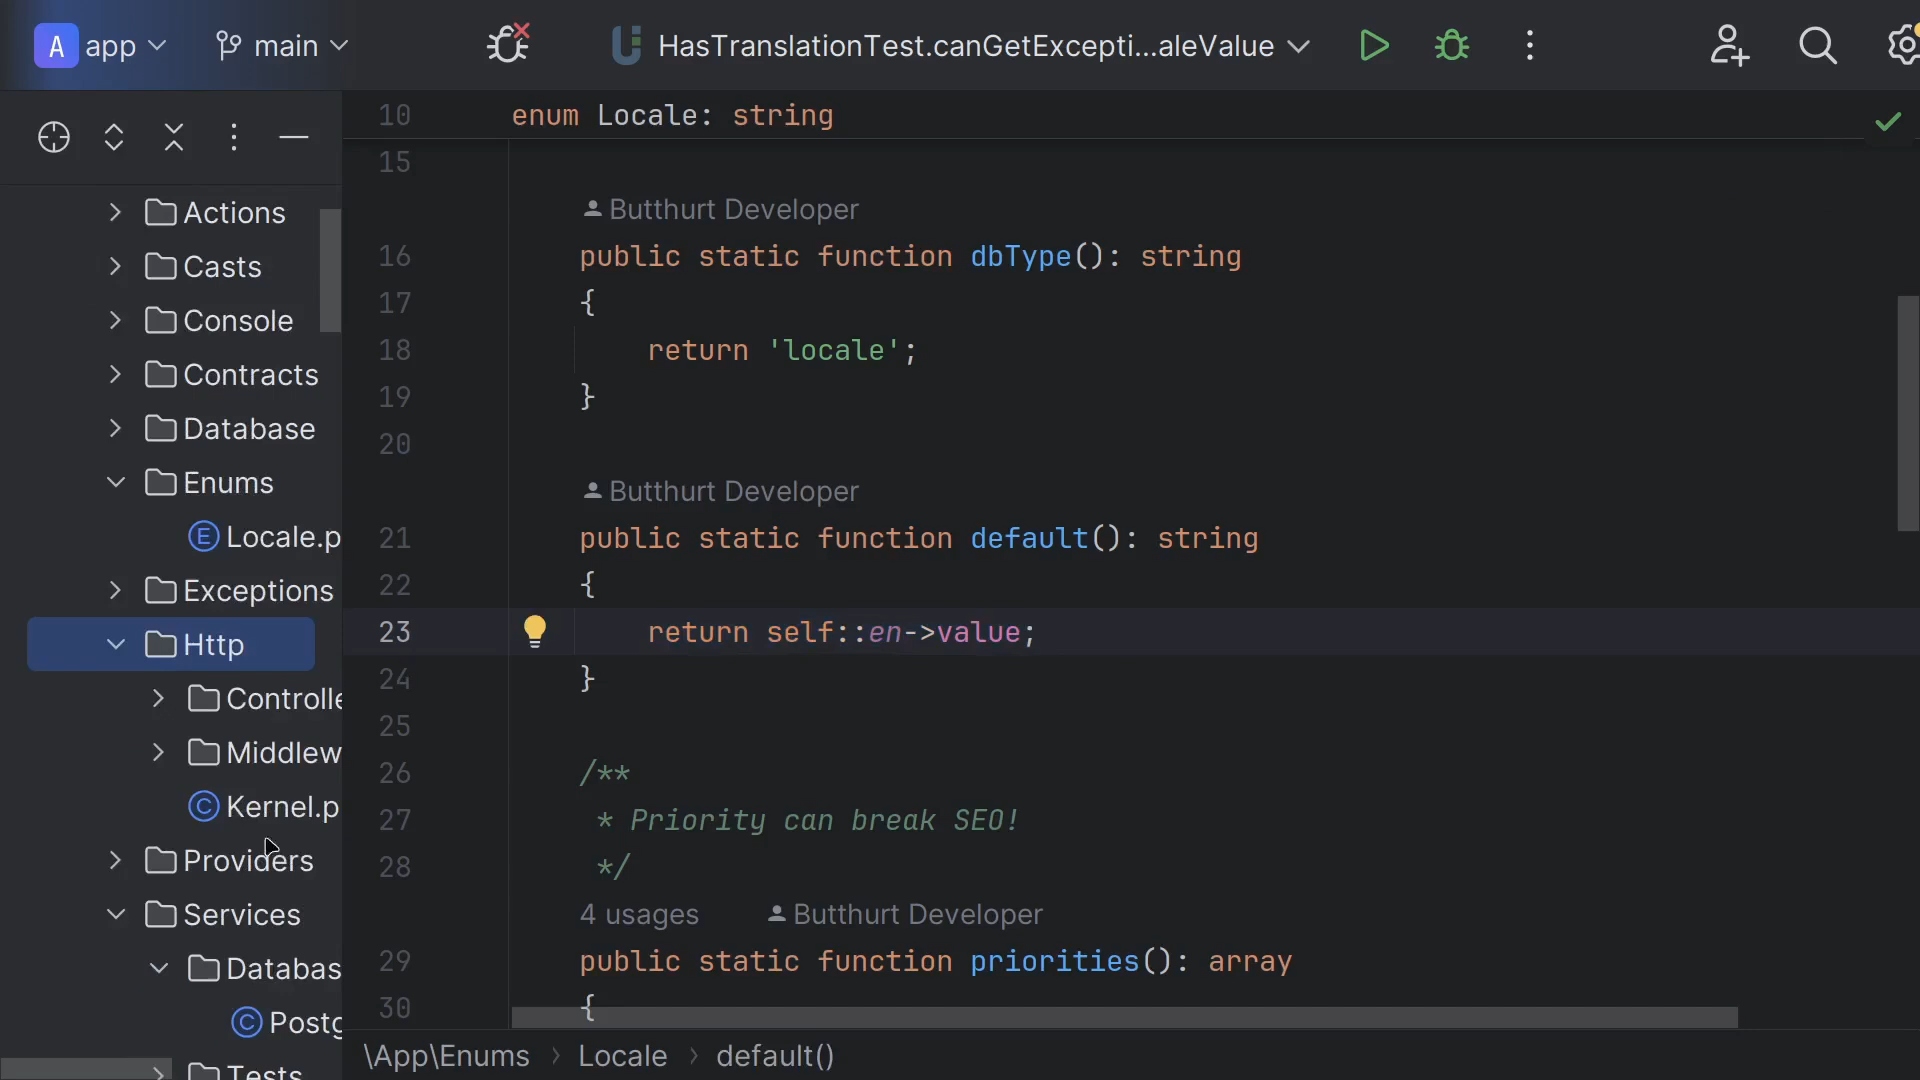 A app main HasTranslationTest.canGetExcepti...aleValue
Actions
Casts
Console
Contracts
Database
Enums
E Locale.p
Exceptions
Http
Controlle
Middlew
C Kernel.p
Providers
Services
Databas
C Postg
Tests
10 enum Locale: string
15
Butthurt Developer
16 public static function dbType(): string
17 {
18 return 'locale';
19 }
20
Butthurt Developer
21 public static function default(): string
22 {
23 return self::en->value;
24 }
25
26 /**
27 * Priority can break SEO!
28 */
4 usages Butthurt Developer
29 public static function priorities(): array
30 {
\App\Enums › Locale › default()